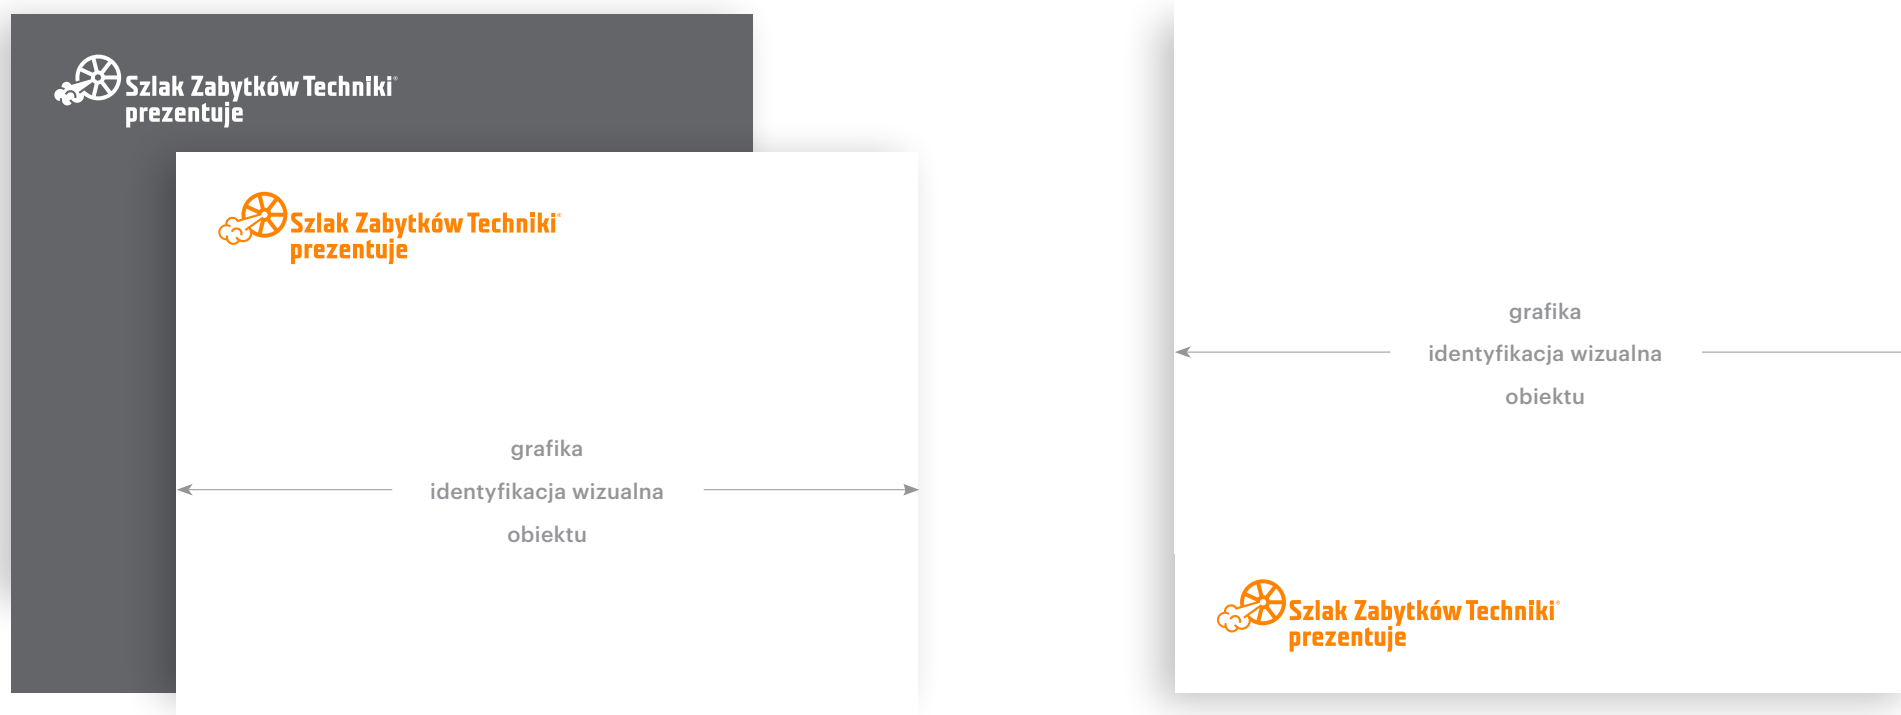 Szlak Zabytków Techniki®
prezentuje
Szlak Zabytków Techniki®
prezentuje
grafika
identyfikacja wizualna
obiektu
grafika
identyfikacja wizualna
obiektu
Szlak Zabytków Techniki®
prezentuje